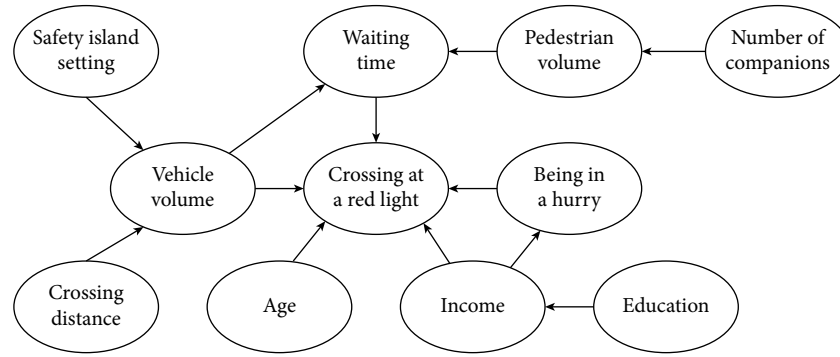 Safety island
setting
Waiting
time
Pedestrian
volume
Number of
companions
Vehicle
volume
Crossing at
a red light
Being in
a hurry
Crossing
distance
Age
Income
Education